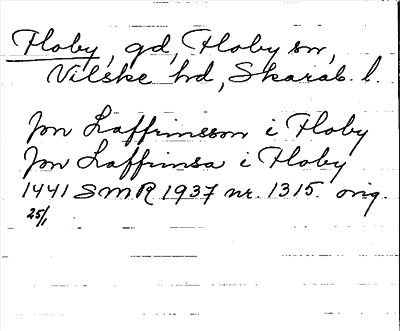 Floby, gd, Floby sn,
Vilske hd, Skarab. l.
Jon Laffrinsson i Floby
Jon Laffrinsa i Floby
1441 SMR 1937 nr. 1315. orig.
25/1